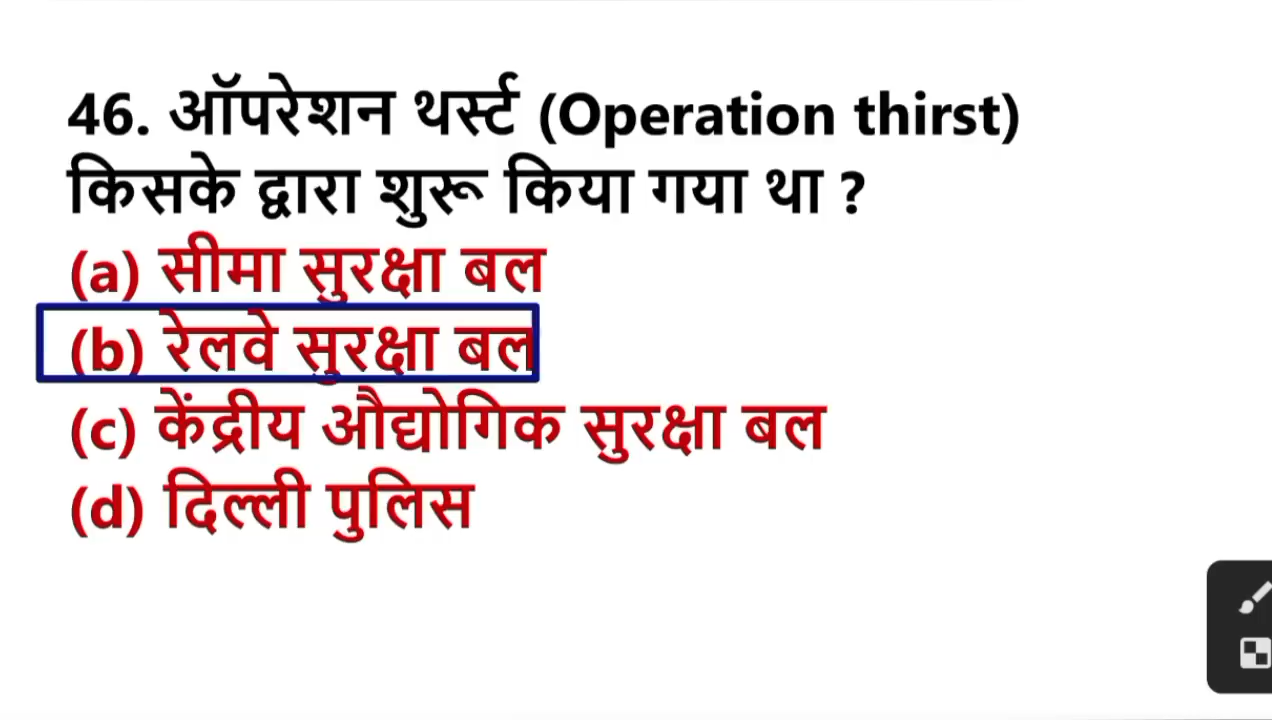 46. ऑपरेशन थर्स्ट (Operation thirst)
किसके द्वारा शुरू किया गया था ?
(a) सीमा सुरक्षा बल
(b) रेलवे सुरक्षा बल
(c) केंद्रीय औद्योगिक सुरक्षा बल
(d) दिल्ली पुलिस